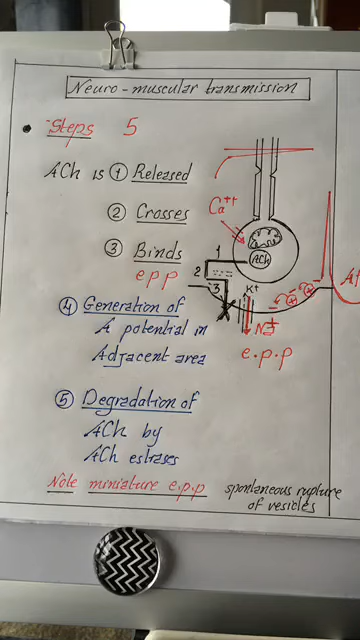 Neuro-muscular transmission
Steps 5
ACh is ① Released
② Crosses
③ Binds
epp
④ Generation of
A potential in
Adjacent area
⑤ Degradation of
ACh by
ACh estrases
Note miniature e.p.p spontaneous rupture
of vesicles
Ca++
ACh
1
2
3
K+
Na+
e.p.p
+ +